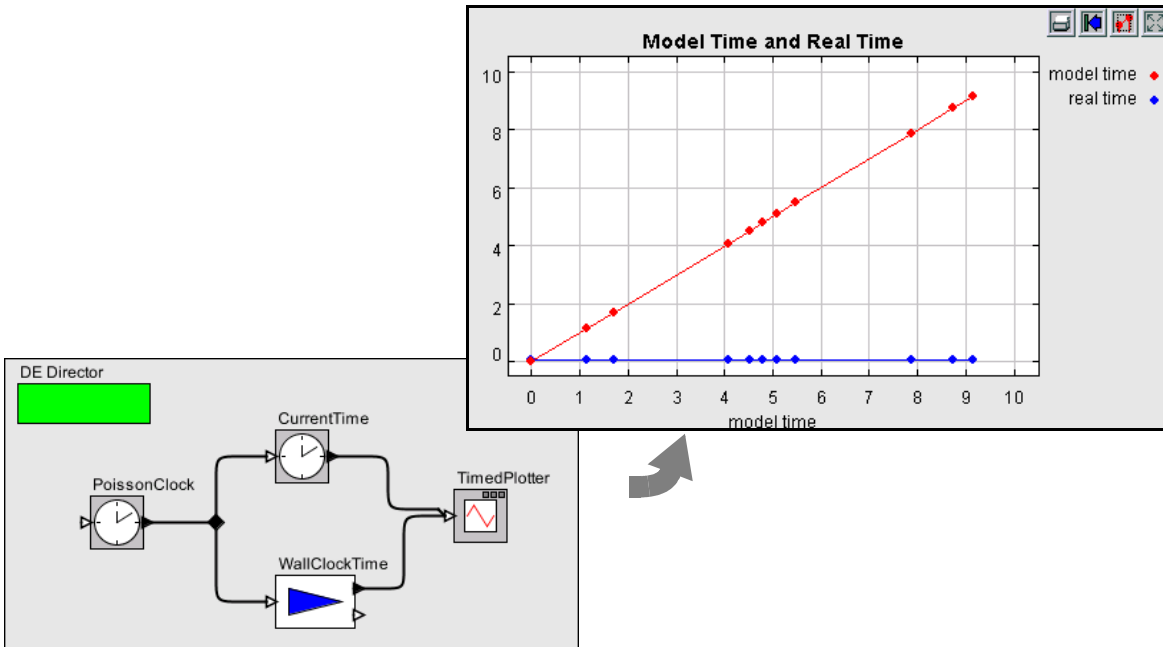 Model Time and Real Time
model time
real time
10
8
6
4
2
0
0 1 2 3 4 5 6 7 8 9 10
model time
DE Director
CurrentTime
PoissonClock
TimedPlotter
WallClockTime